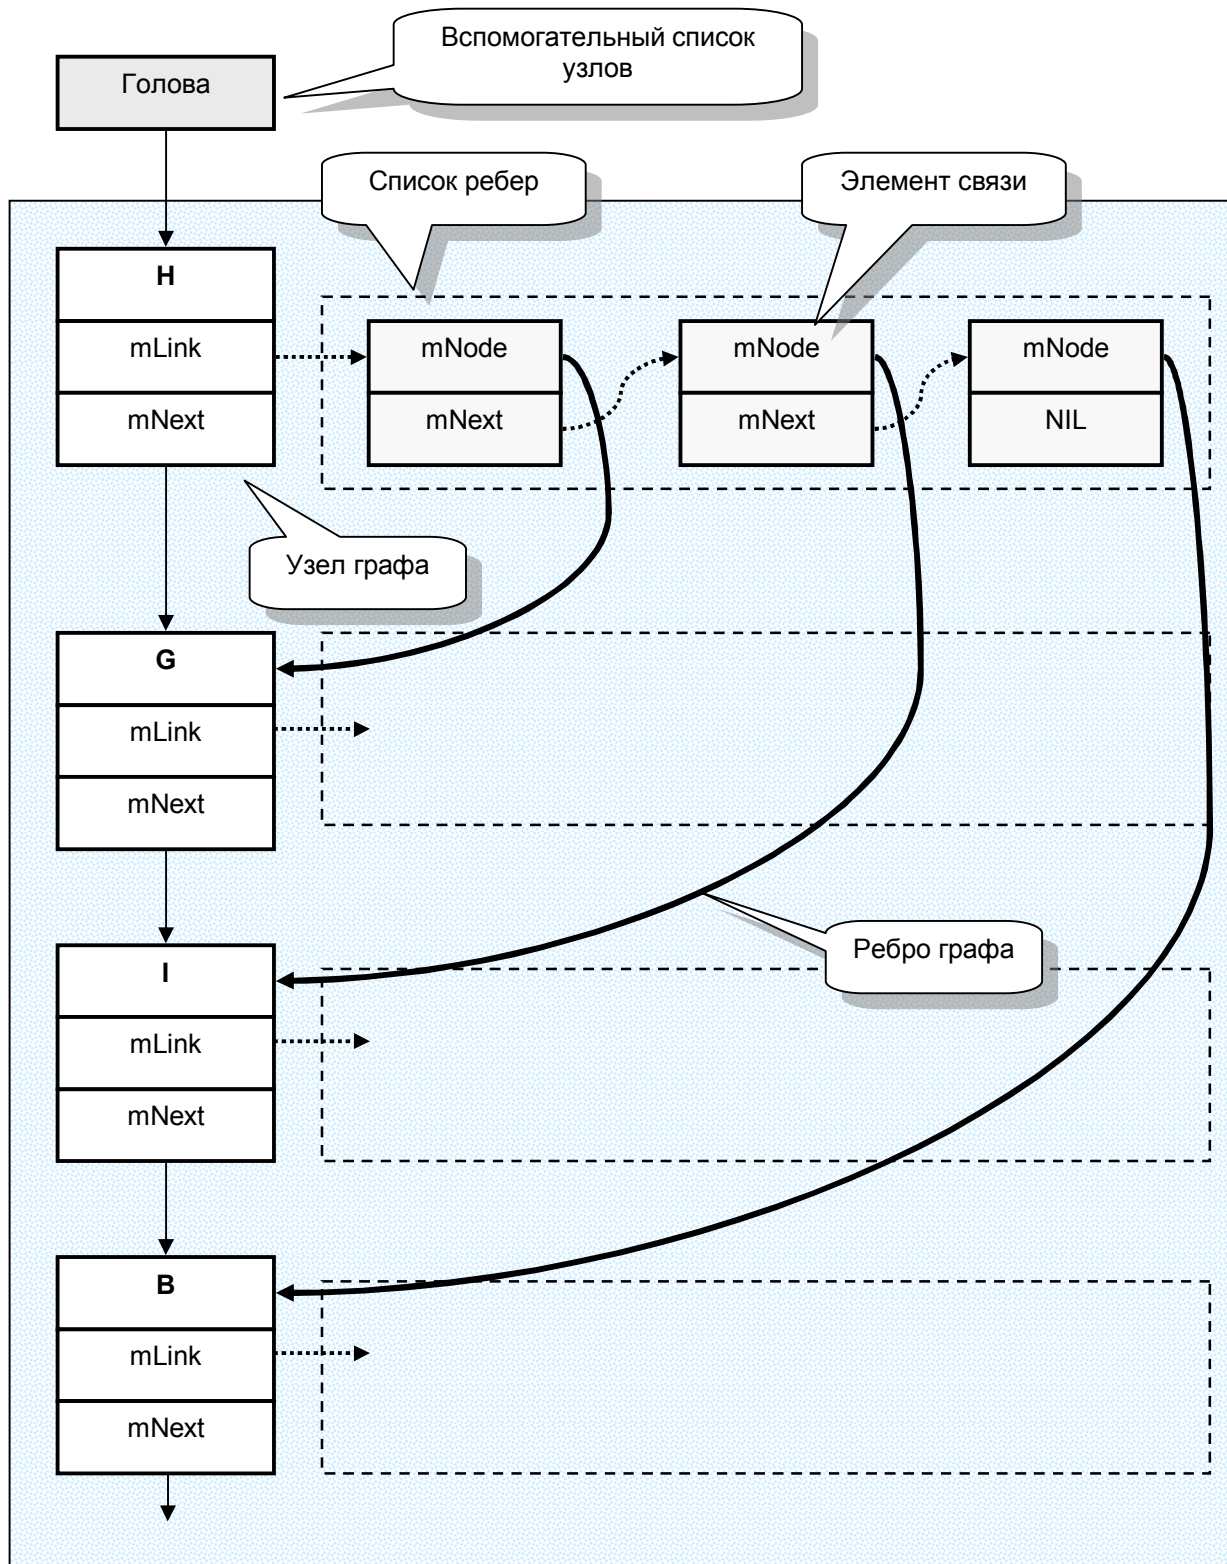 Вспомогательный список
узлов
Голова
Список ребер
Элемент связи
H
mLink
mNext
mNode
mNext
mNode
mNext
mNode
NIL
Узел графа
G
mLink
mNext
Ребро графа
I
mLink
mNext
B
mLink
mNext